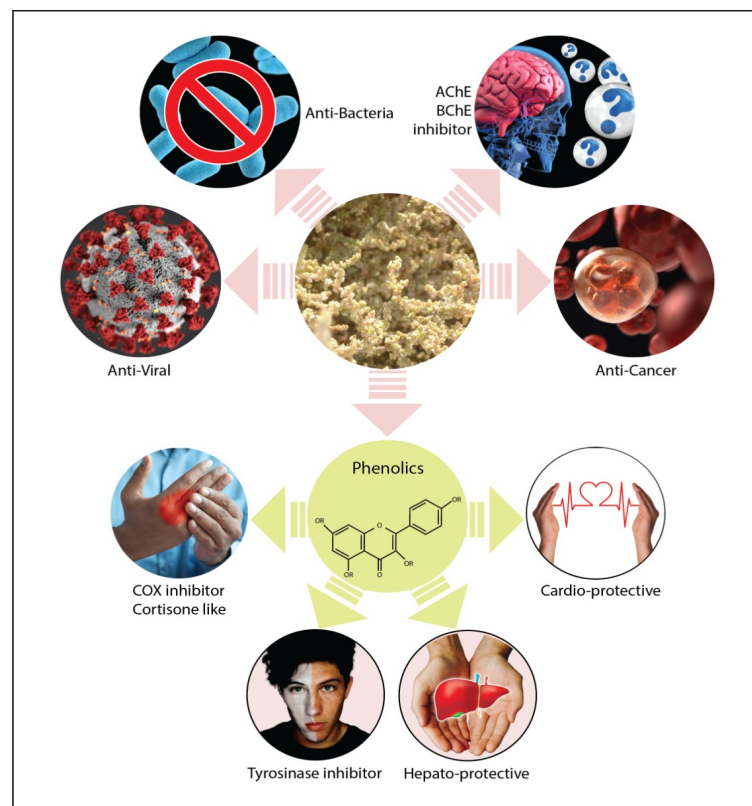 Anti-Bacteria
AChE
BChE
inhibitor
Anti-Viral
Anti-Cancer
Phenolics
OR
OR
O
OR
O
OR
COX inhibitor
Cortisone like
Cardio-protective
Tyrosinase inhibitor
Hepato-protective